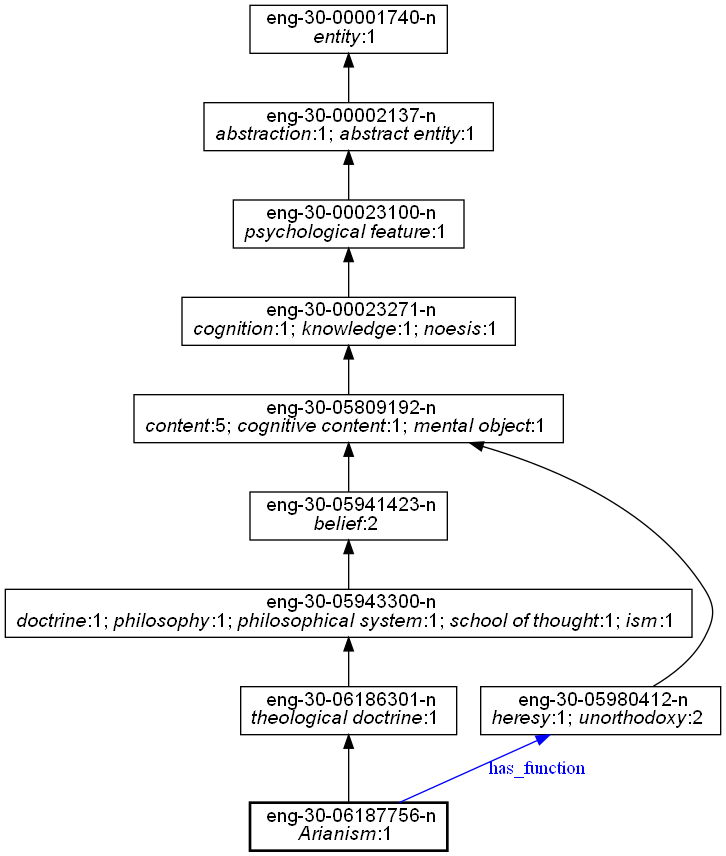 eng-30-00001740-n
entity:1
eng-30-00002137-n
abstraction:1; abstract entity:1
eng-30-00023100-n
psychological feature:1
eng-30-00023271-n
cognition:1; knowledge:1; noesis:1
eng-30-05809192-n
content:5; cognitive content:1; mental object:1
eng-30-05941423-n
belief:2
eng-30-05943300-n
doctrine:1; philosophy:1; philosophical system:1; school of thought:1; ism:1
eng-30-06186301-n
theological doctrine:1
eng-30-05980412-n
heresy:1; unorthodoxy:2
has_function
eng-30-06187756-n
Arianism:1